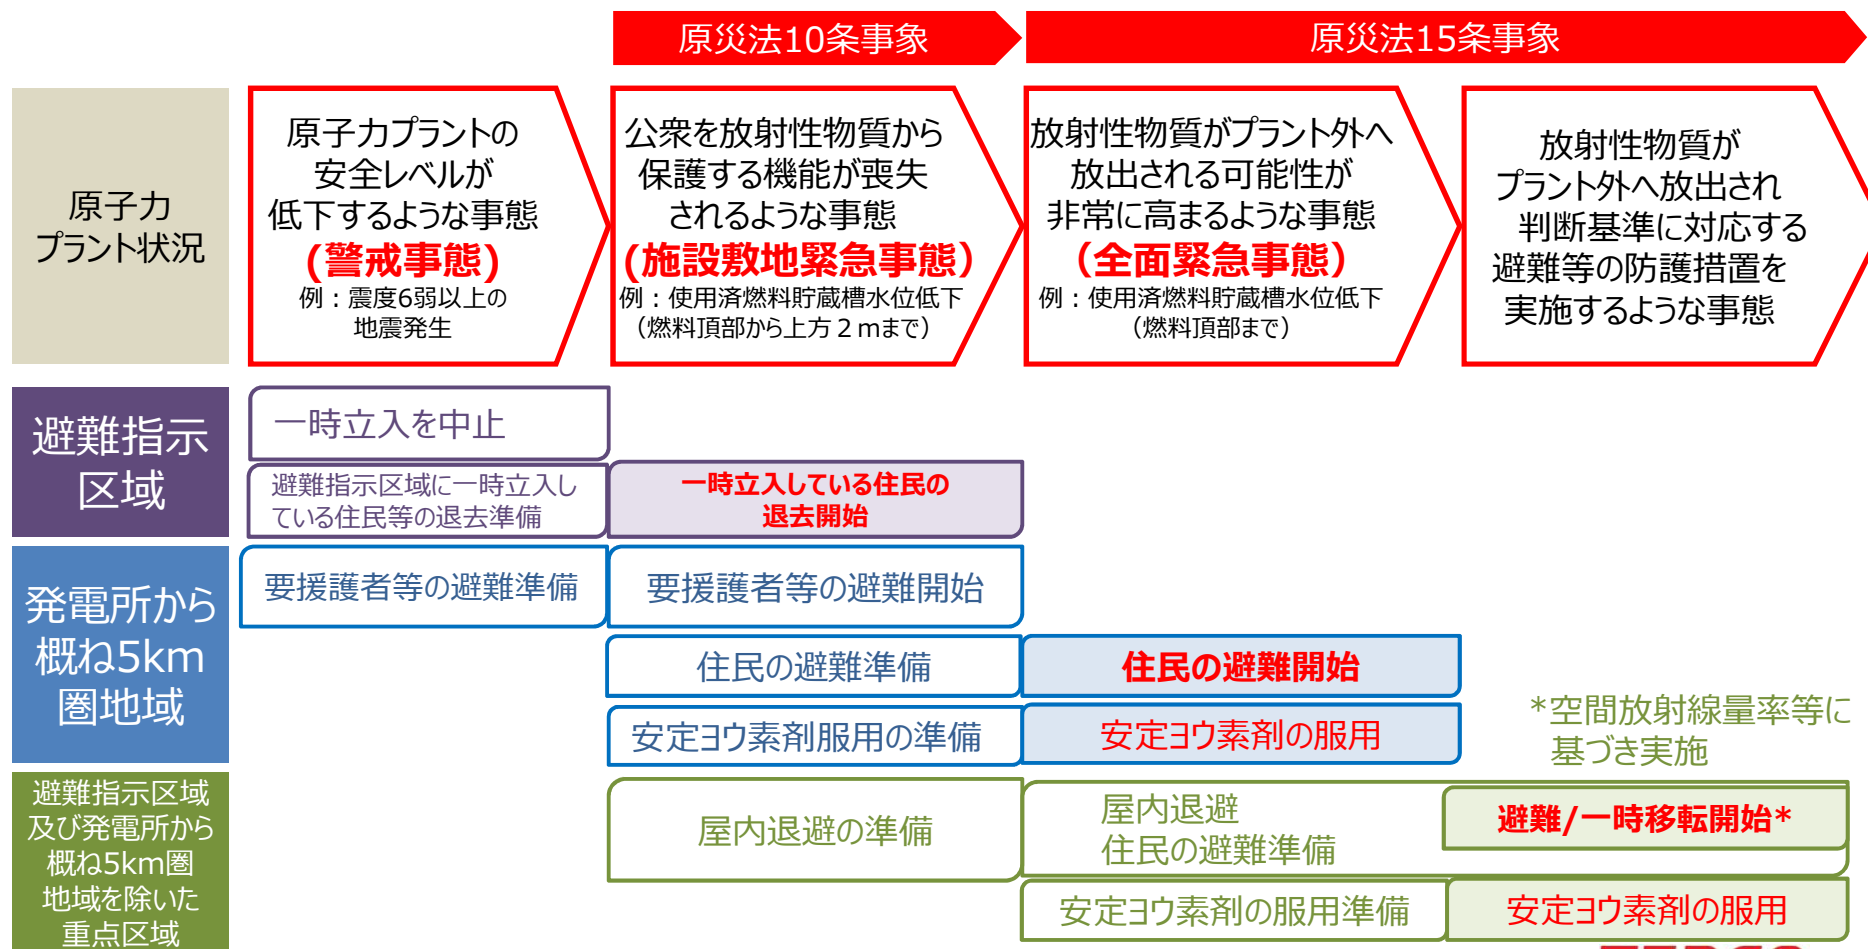 原災法10条事象
原災法15条事象
原子力
プラント状況
原子力プラントの
安全レベルが
低下するような事態
(警戒事態)
例：震度6弱以上の
地震発生
公衆を放射性物質から
保護する機能が喪失
されるような事態
(施設敷地緊急事態）
例：使用済燃料貯蔵槽水位低下
（燃料頂部から上方２ｍまで）
放射性物質がプラント外へ
放出される可能性が
非常に高まるような事態
（全面緊急事態）
例：使用済燃料貯蔵槽水位低下
（燃料頂部まで）
放射性物質が
プラント外へ放出され
判断基準に対応する
避難等の防護措置を
実施するような事態
避難指示
区域
一時立入を中止
避難指示区域に一時立入し
ている住民等の退去準備
一時立入している住民の
退去開始
発電所から
概ね5km
圏地域
要援護者等の避難準備
要援護者等の避難開始
住民の避難準備
住民の避難開始
安定ヨウ素剤服用の準備
安定ヨウ素剤の服用
*空間放射線量率等に
基づき実施
避難指示区域
及び発電所から
概ね5km圏
地域を除いた
重点区域
屋内退避の準備
屋内退避
住民の避難準備
避難/一時移転開始*
安定ヨウ素剤の服用準備
安定ヨウ素剤の服用